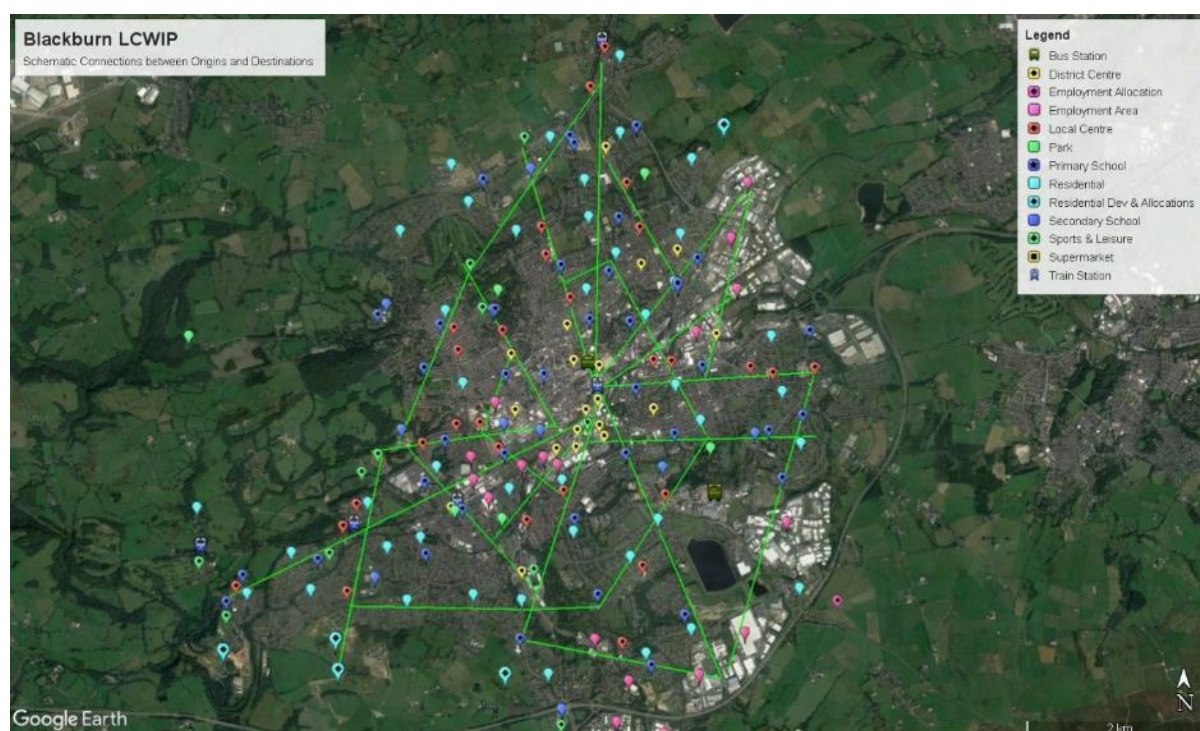 Blackburn LCWIP
Schematic Connections between Origins and Destinations
Legend
Bus Station
District Centre
Employment Allocation
Employment Area
Local Centre
Park
Primary School
Residential
Residential Dev & Allocations
Secondary School
Sports & Leisure
Supermarket
Train Station
Google Earth
N
2 km